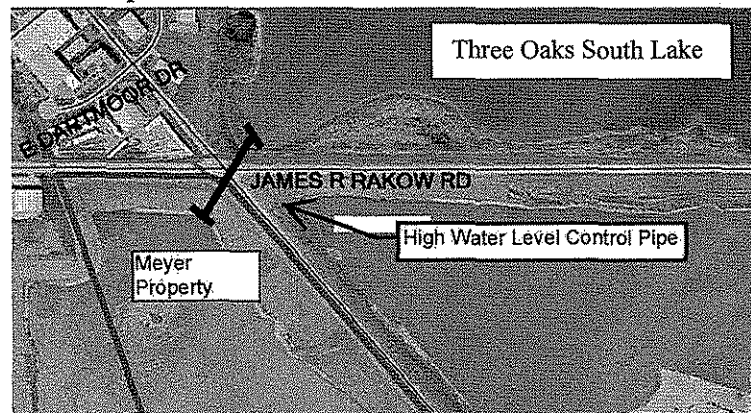 Three Oaks South Lake
E DARTMOOR DR
JAMES R RAKOW RD
High Water Level Control Pipe
Meyer
Property